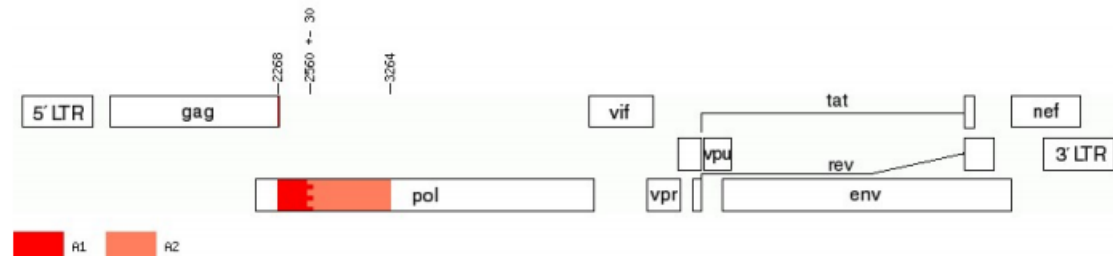 2268
2560 +- 30
3264
5´ LTR
gag
vif
tat
nef
vpu
rev
3´ LTR
pol
vpr
env
A1
A2